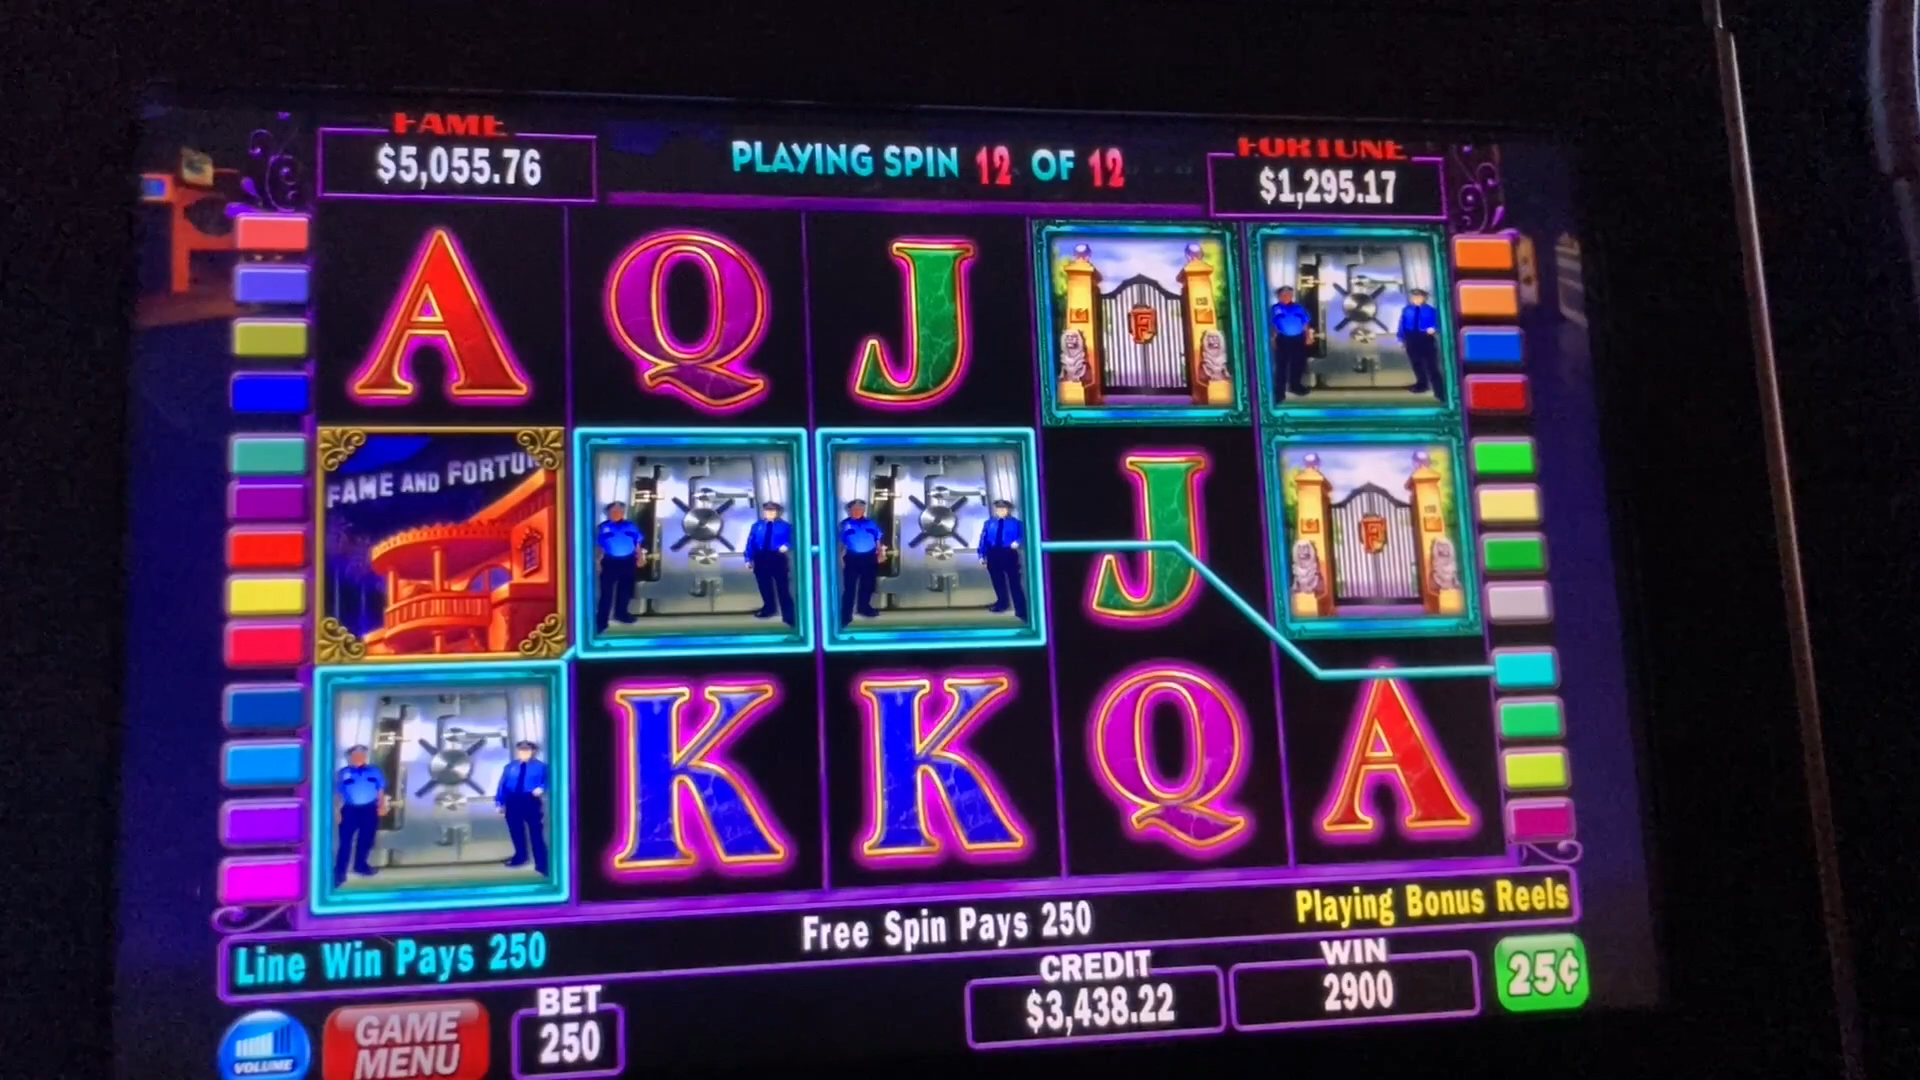 FAME
$5,055.76
PLAYING SPIN 12 OF 12
FORTUNE
$1,295.17
A Q J F
FAME AND FORTUN
J F
K K Q A
Line Win Pays 250
Free Spin Pays 250
Playing Bonus Reels
VOLUME
GAME
MENU
BET
250
CREDIT
$3,438.22
WIN
2900
25¢